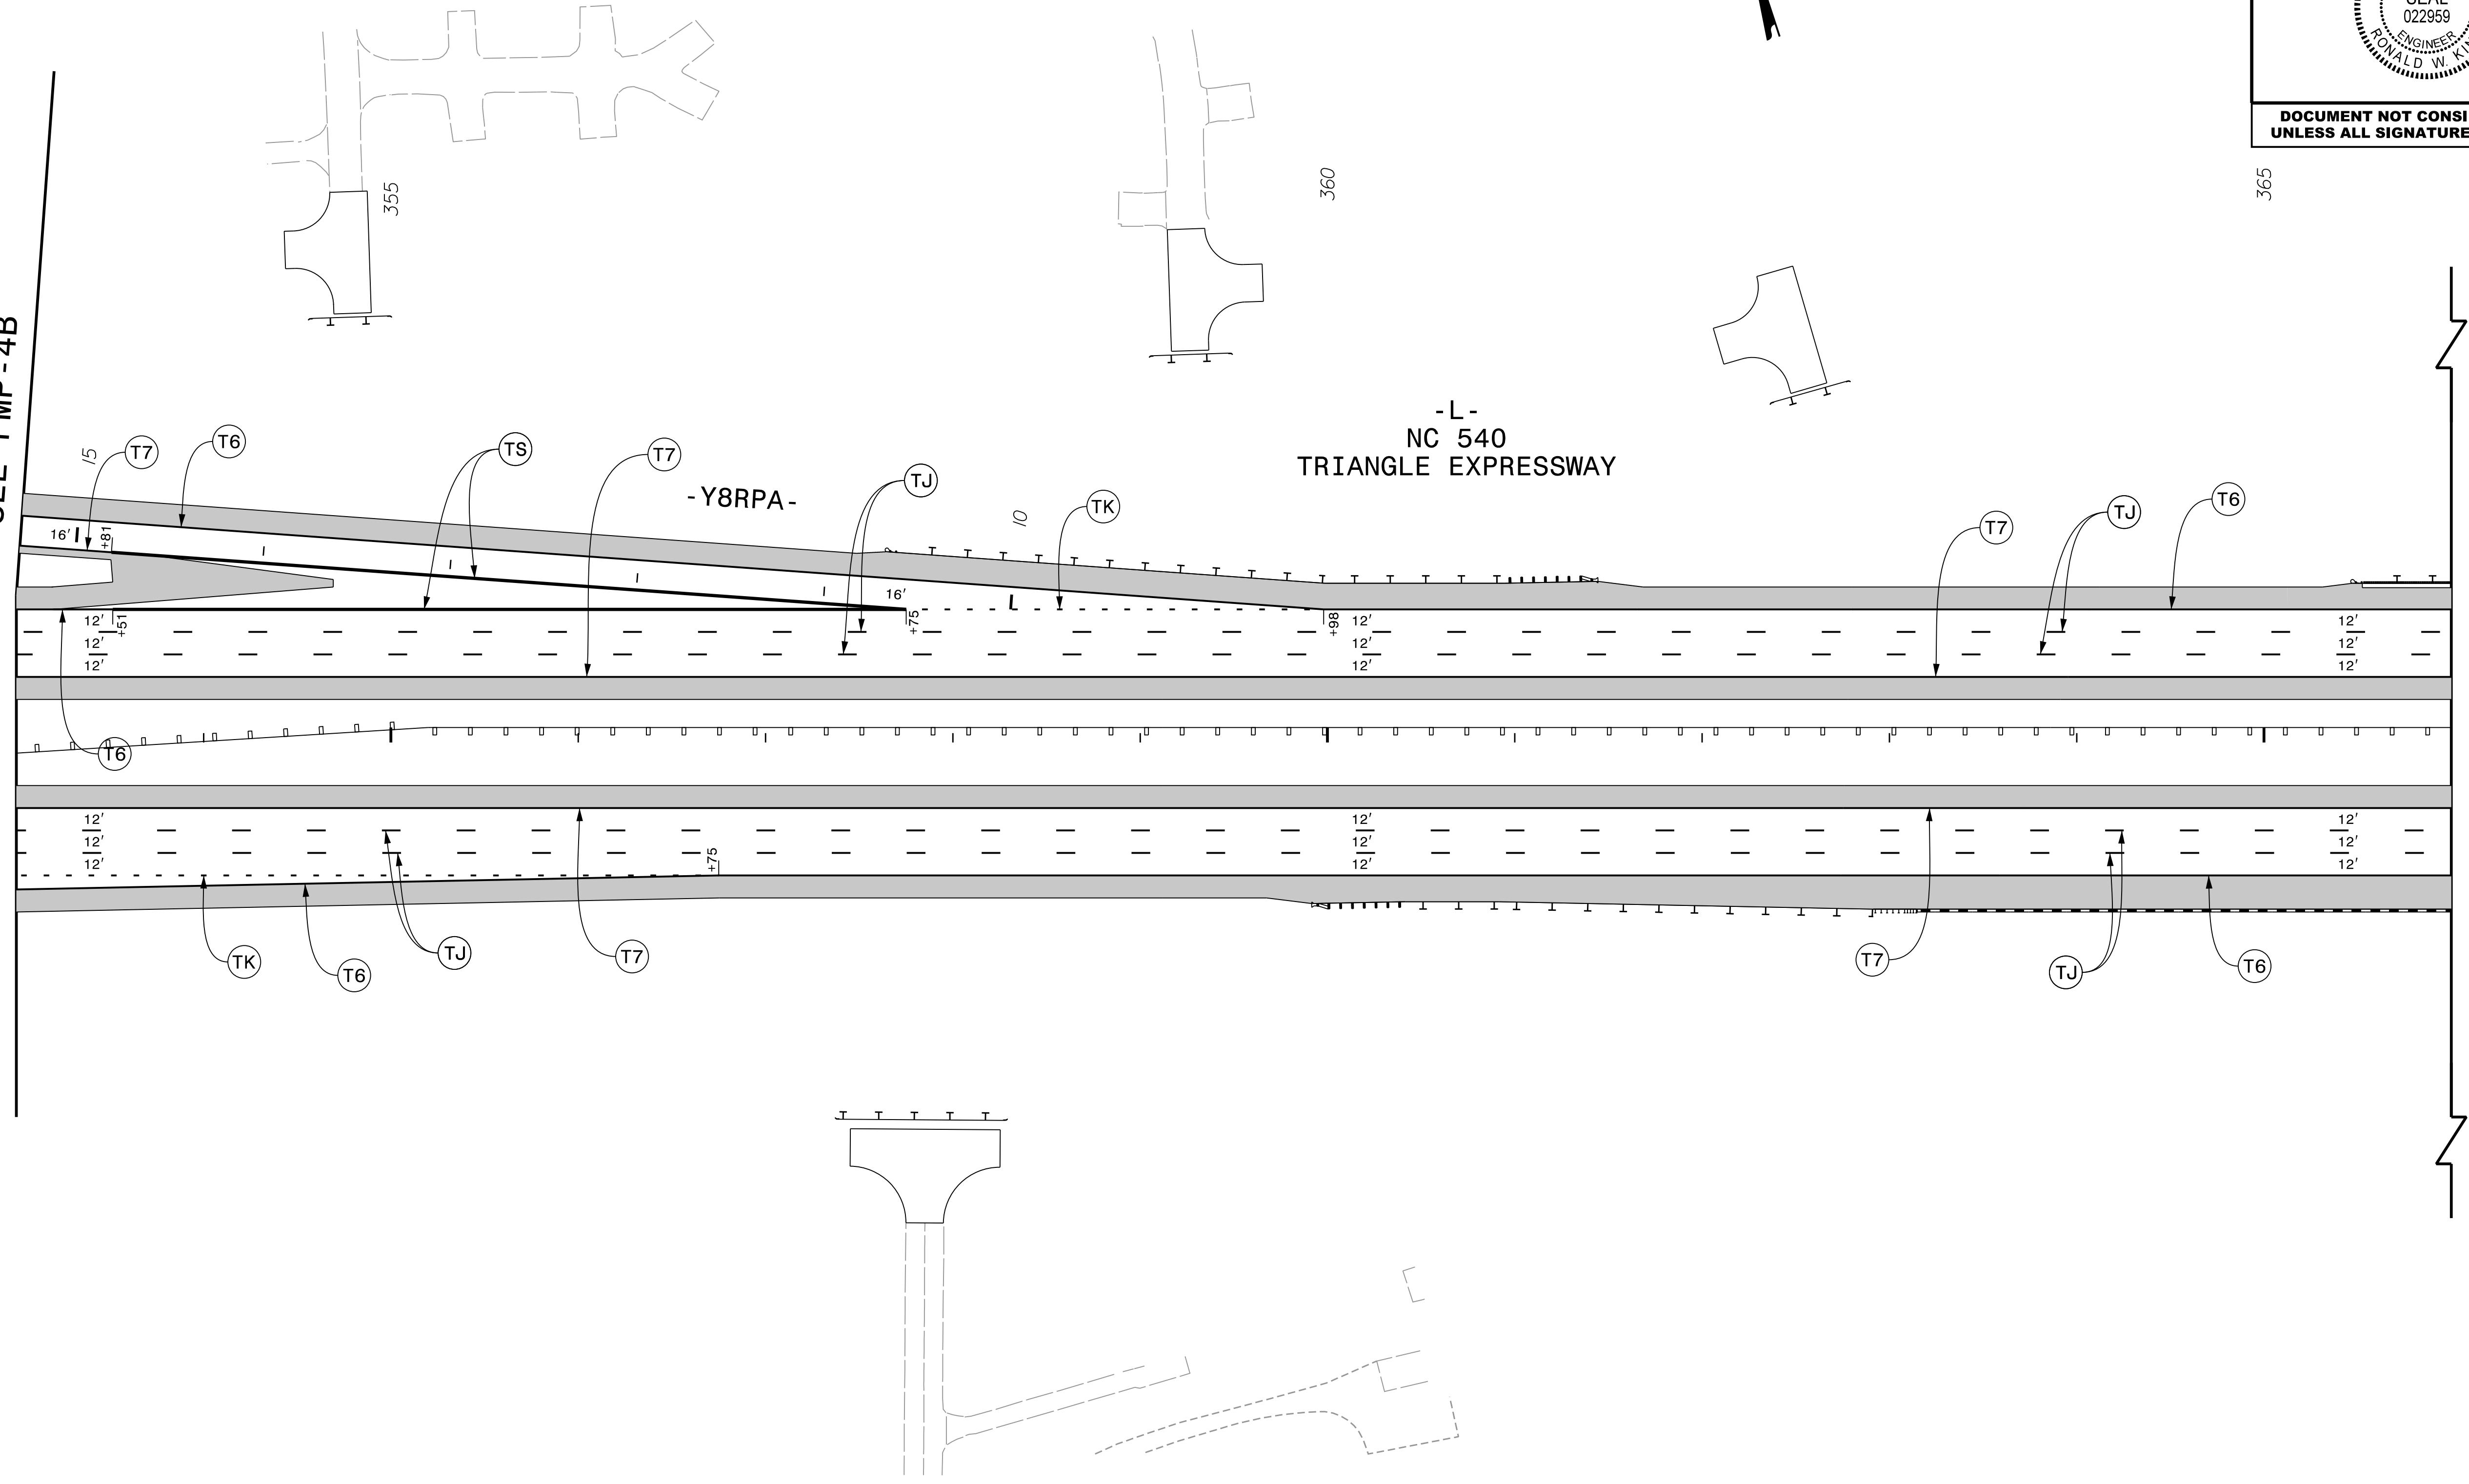 022959
ENGINEER
RONALD W.
DOCUMENT NOT CONSI
UNLESS ALL SIGNATURE
355
360
365
PMP-4B
-L-
NC 540
TRIANGLE EXPRESSWAY
15
T7
T6
TS
T7
-Y8RPA-
TJ
10
TK
T7
TJ
T6
16'
+81
16'
+51
+75
+98
12'
12'
12'
12'
12'
12'
12'
12'
12'
T6
12'
12'
12'
12'
12'
12'
12'
12'
12'
+75
TK
T6
TJ
T7
T7
TJ
T6